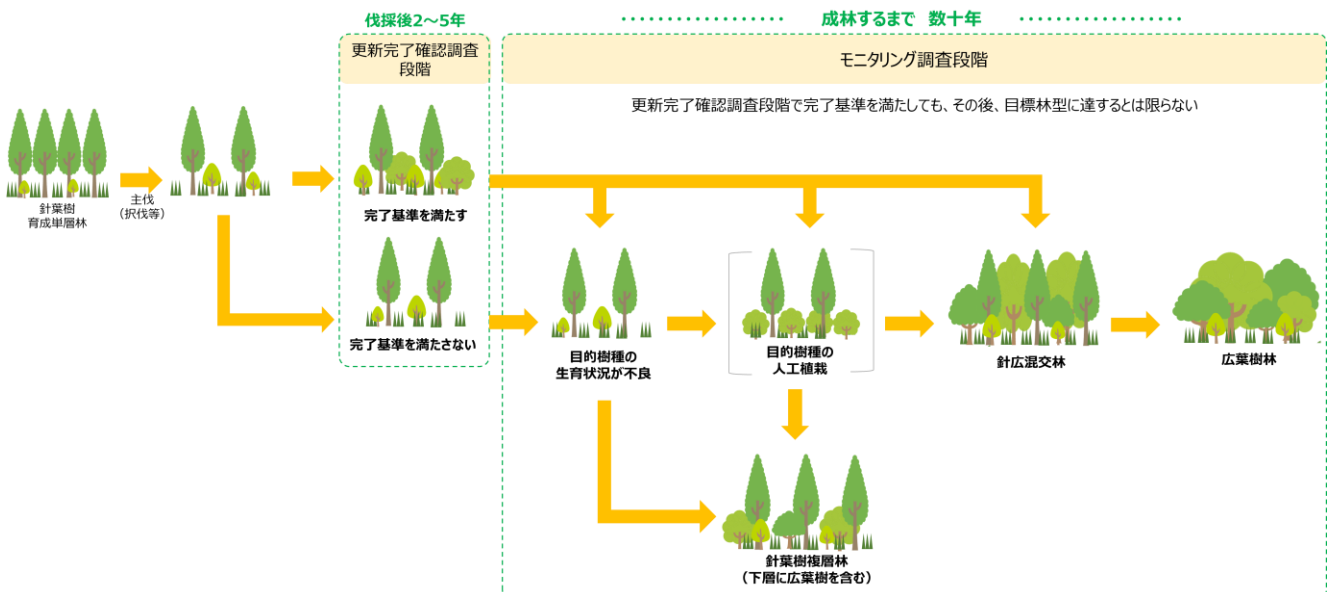 伐採後2～5年
成林するまで 数十年
更新完了確認調査
段階
モニタリング調査段階
更新完了確認調査段階で完了基準を満たしても、その後、目標林型に達するとは限らない
針葉樹
育成単層林
主伐
（択伐等）
完了基準を満たす
完了基準を満たさない
目的樹種の
生育状況が不良
目的樹種の
人工植栽
針広混交林
広葉樹林
針葉樹複層林
（下層に広葉樹を含む）